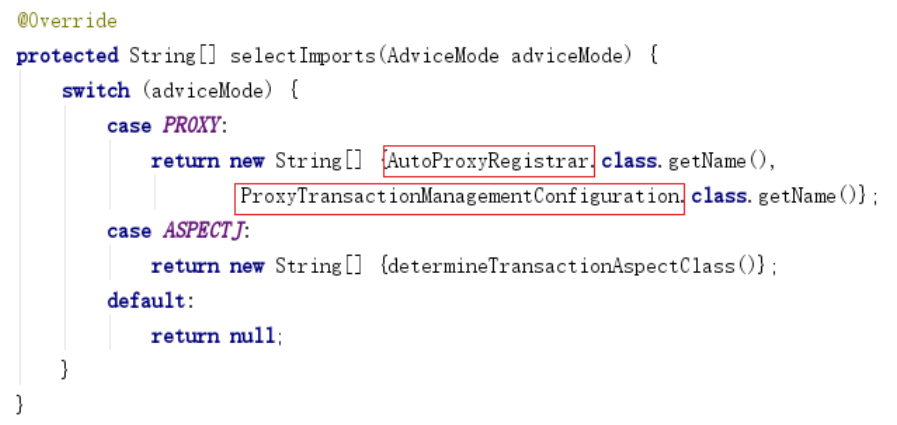 @Override
protected String[] selectImports(AdviceMode adviceMode) {
switch (adviceMode) {
case PROXY:
return new String[] {AutoProxyRegistrar.class.getName(),
ProxyTransactionManagementConfiguration.class.getName()};
case ASPECTJ:
return new String[] {determineTransactionAspectClass()};
default:
return null;
}
}